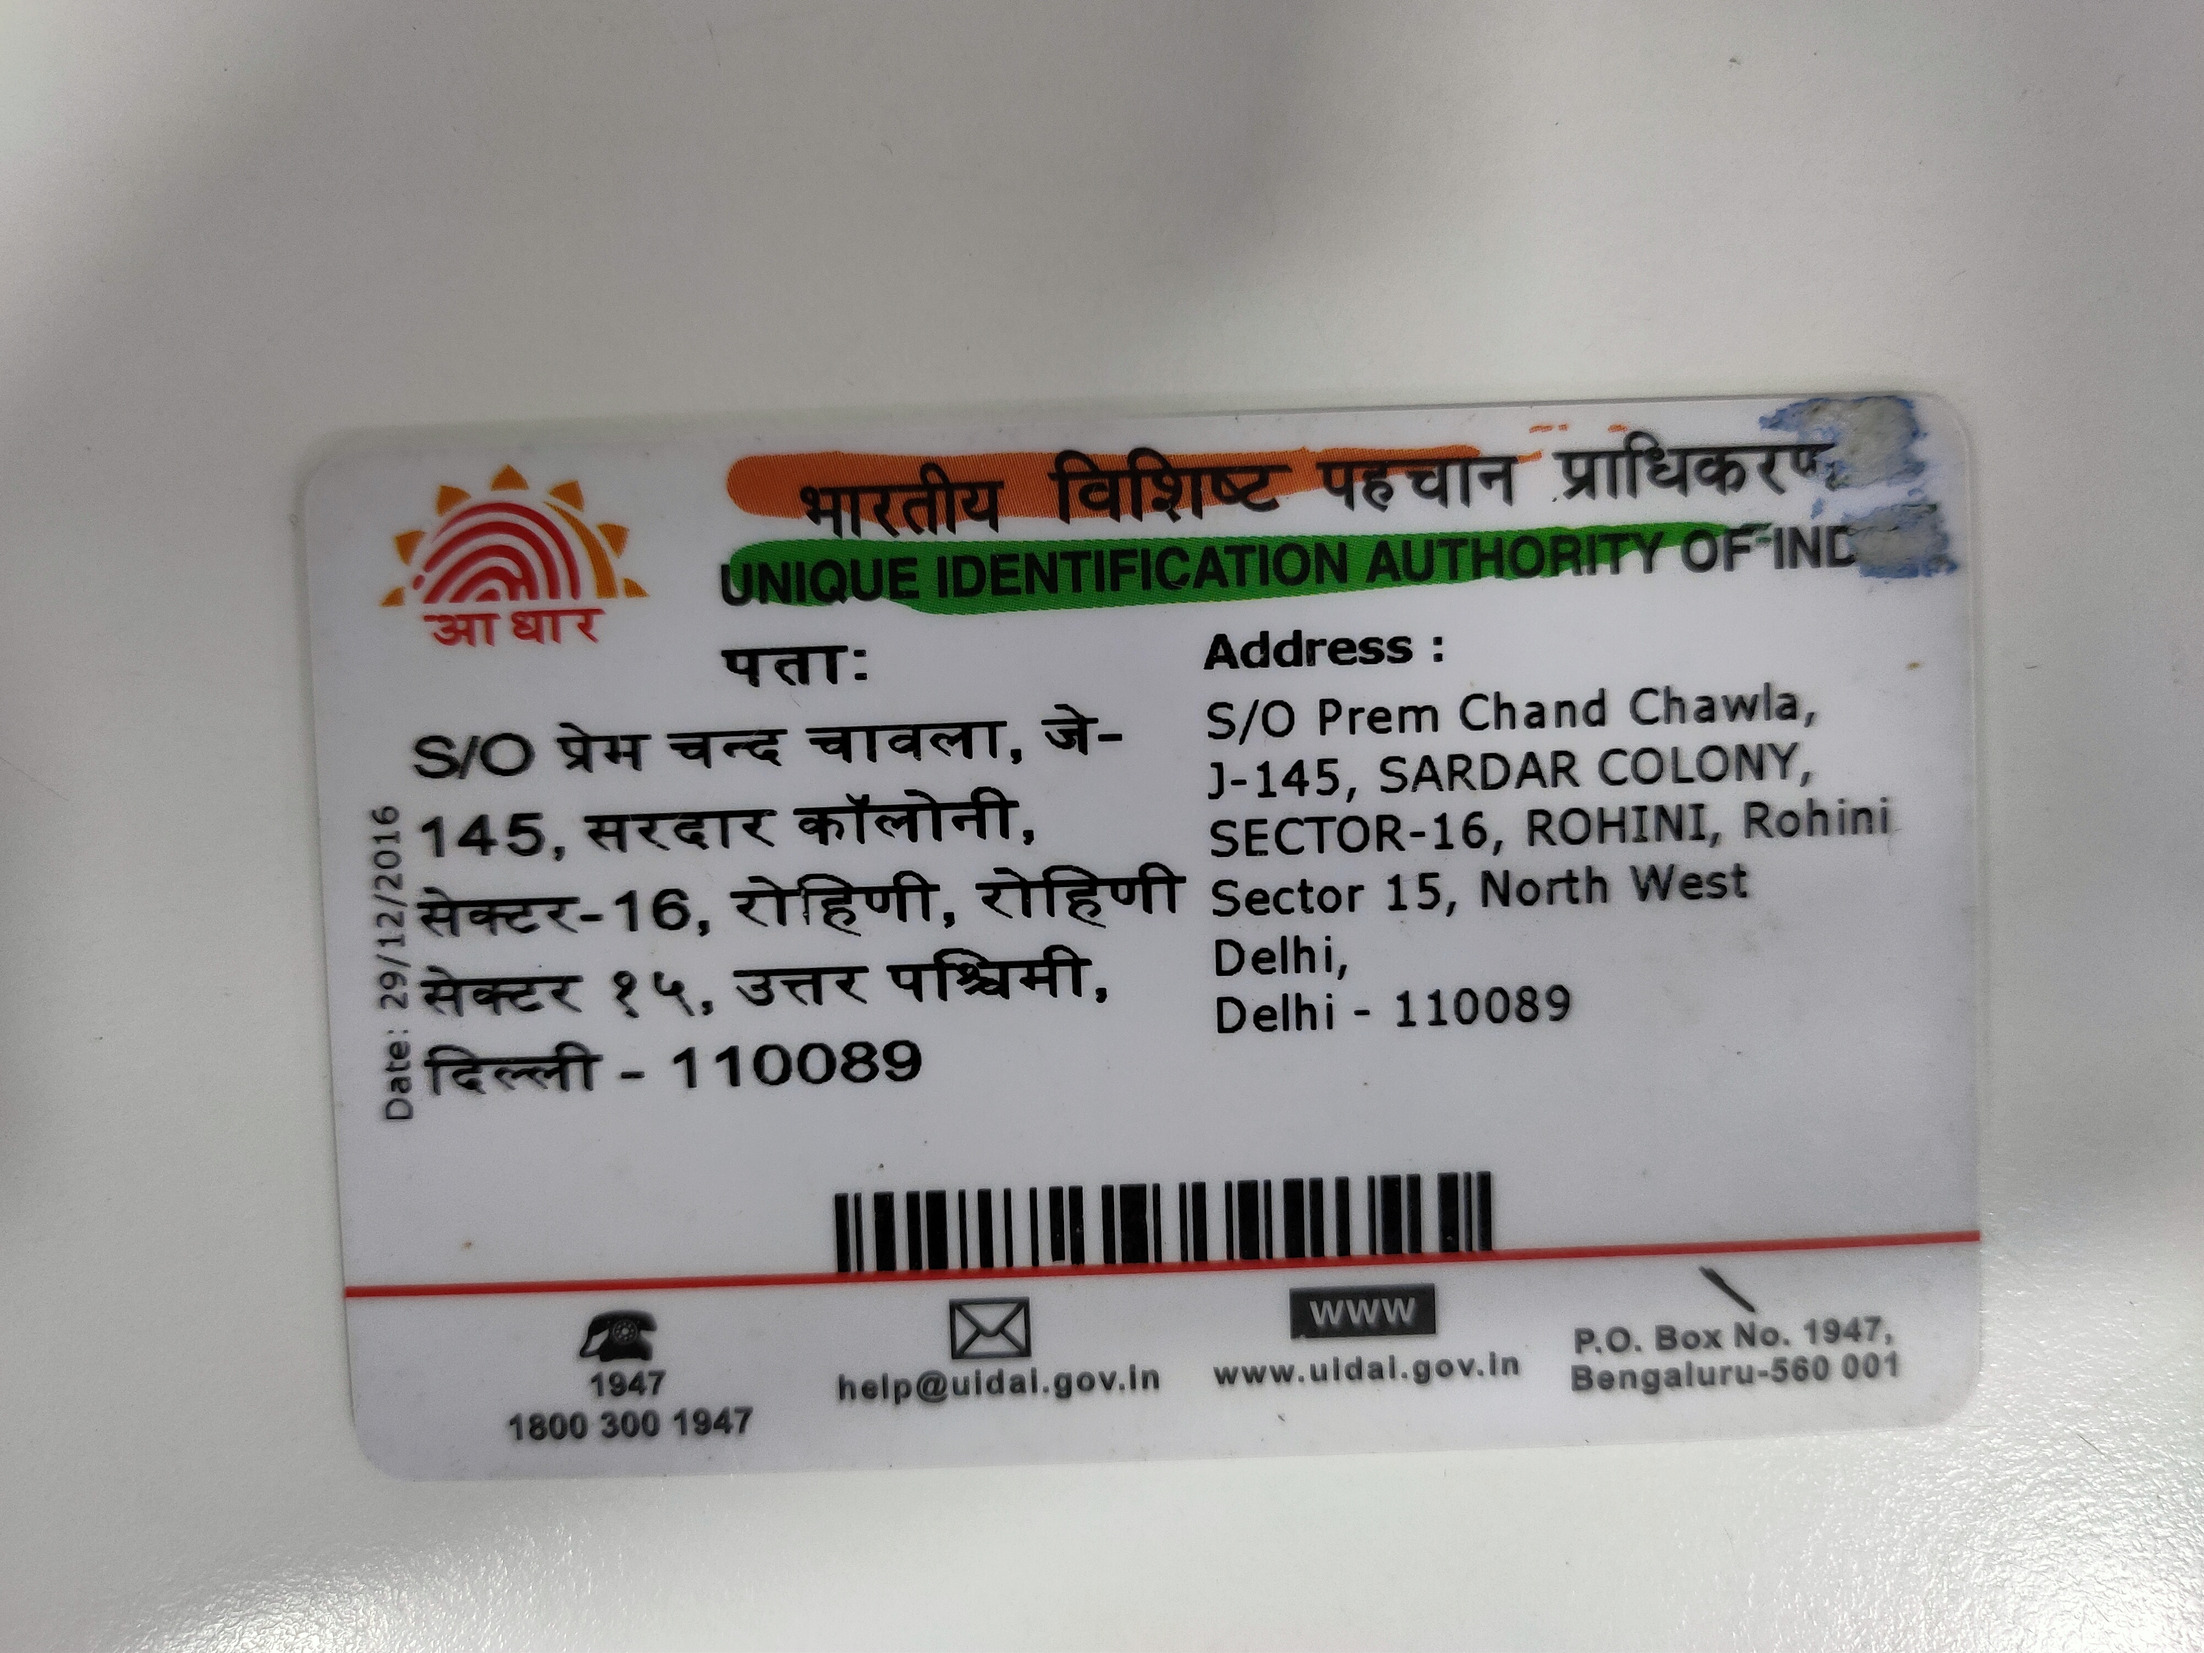 भारतीय विशिष्ट पहचान प्राधिकरण
UNIQUE IDENTIFICATION AUTHORITY OF IND
आधार
पता:
S/O प्रेम चन्द चावला, जे-
145, सरदार कॉलोनी,
सेक्टर-16, रोहिणी, रोहिणी
सेक्टर १५, उत्तर पश्चिमी,
दिल्ली - 110089
Address :
S/O Prem Chand Chawla,
J-145, SARDAR COLONY,
SECTOR-16, ROHINI, Rohini
Sector 15, North West
Delhi,
Delhi - 110089
Date: 29/12/2016
1947
1800 300 1947
help@uidai.gov.in
WWW
www.uidai.gov.in
P.O. Box No. 1947,
Bengaluru-560 001